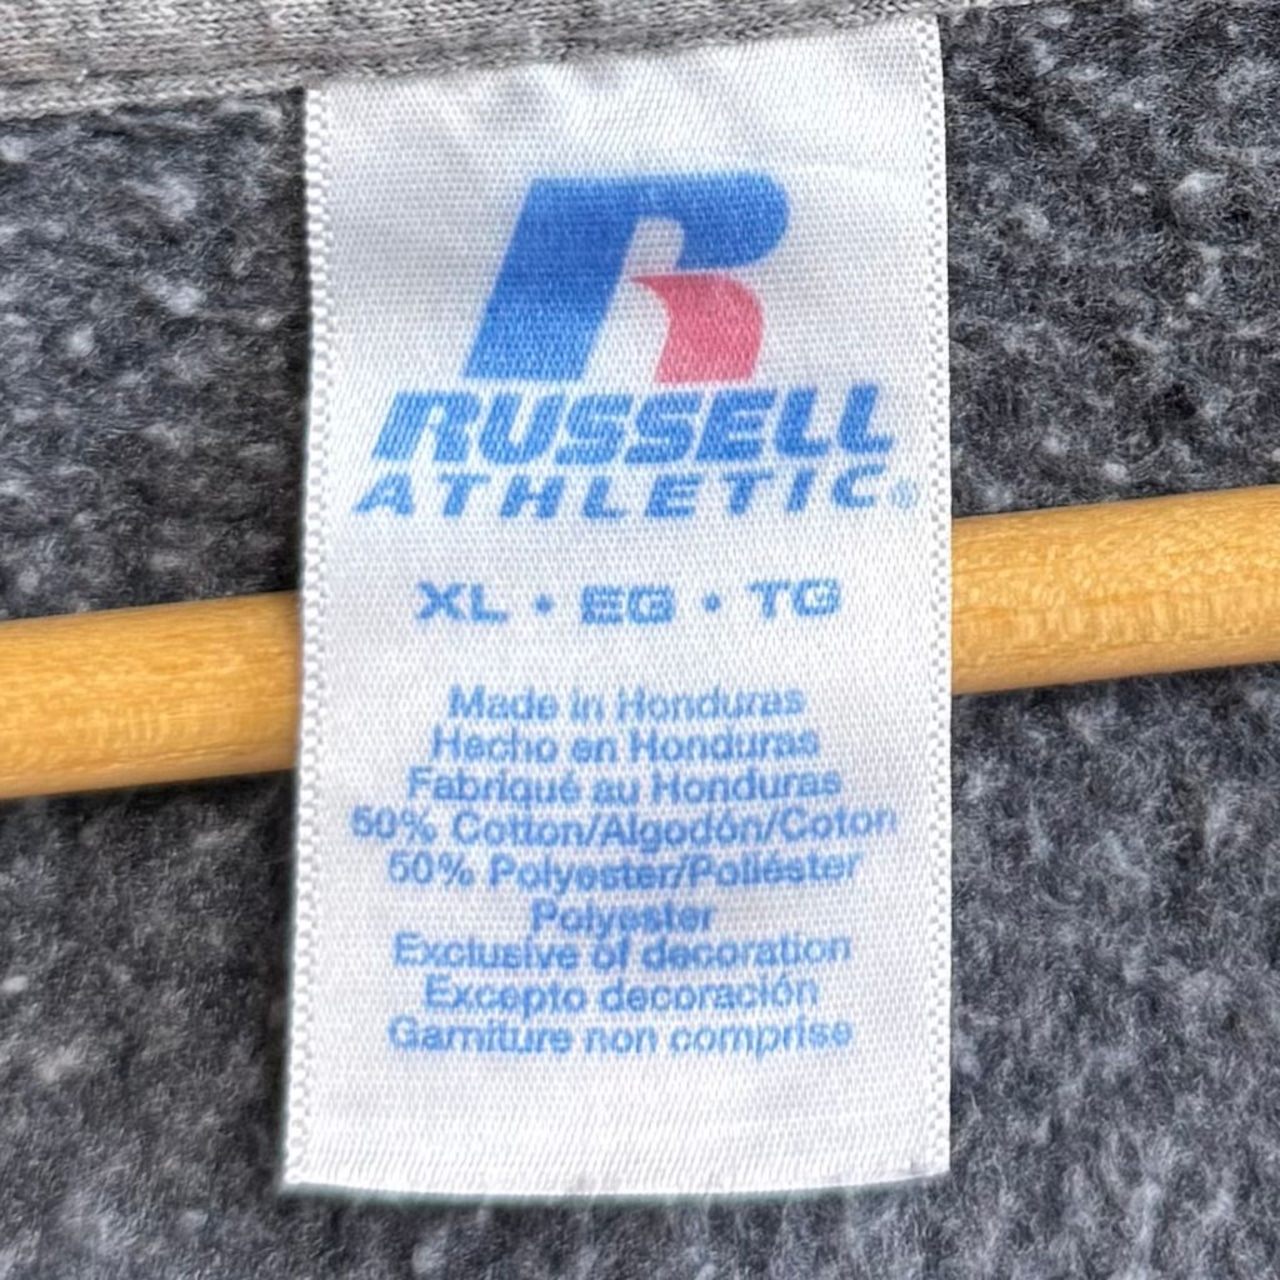 RUSSELL
ATHLETIC®
XL • EG • TG
Made in Honduras
Hecho en Honduras
Fabriqué au Honduras
50% Cotton/Algodón/Coton
50% Polyester/Poliéster
Polyester
Exclusive of decoration
Excepto decoración
Garniture non comprise